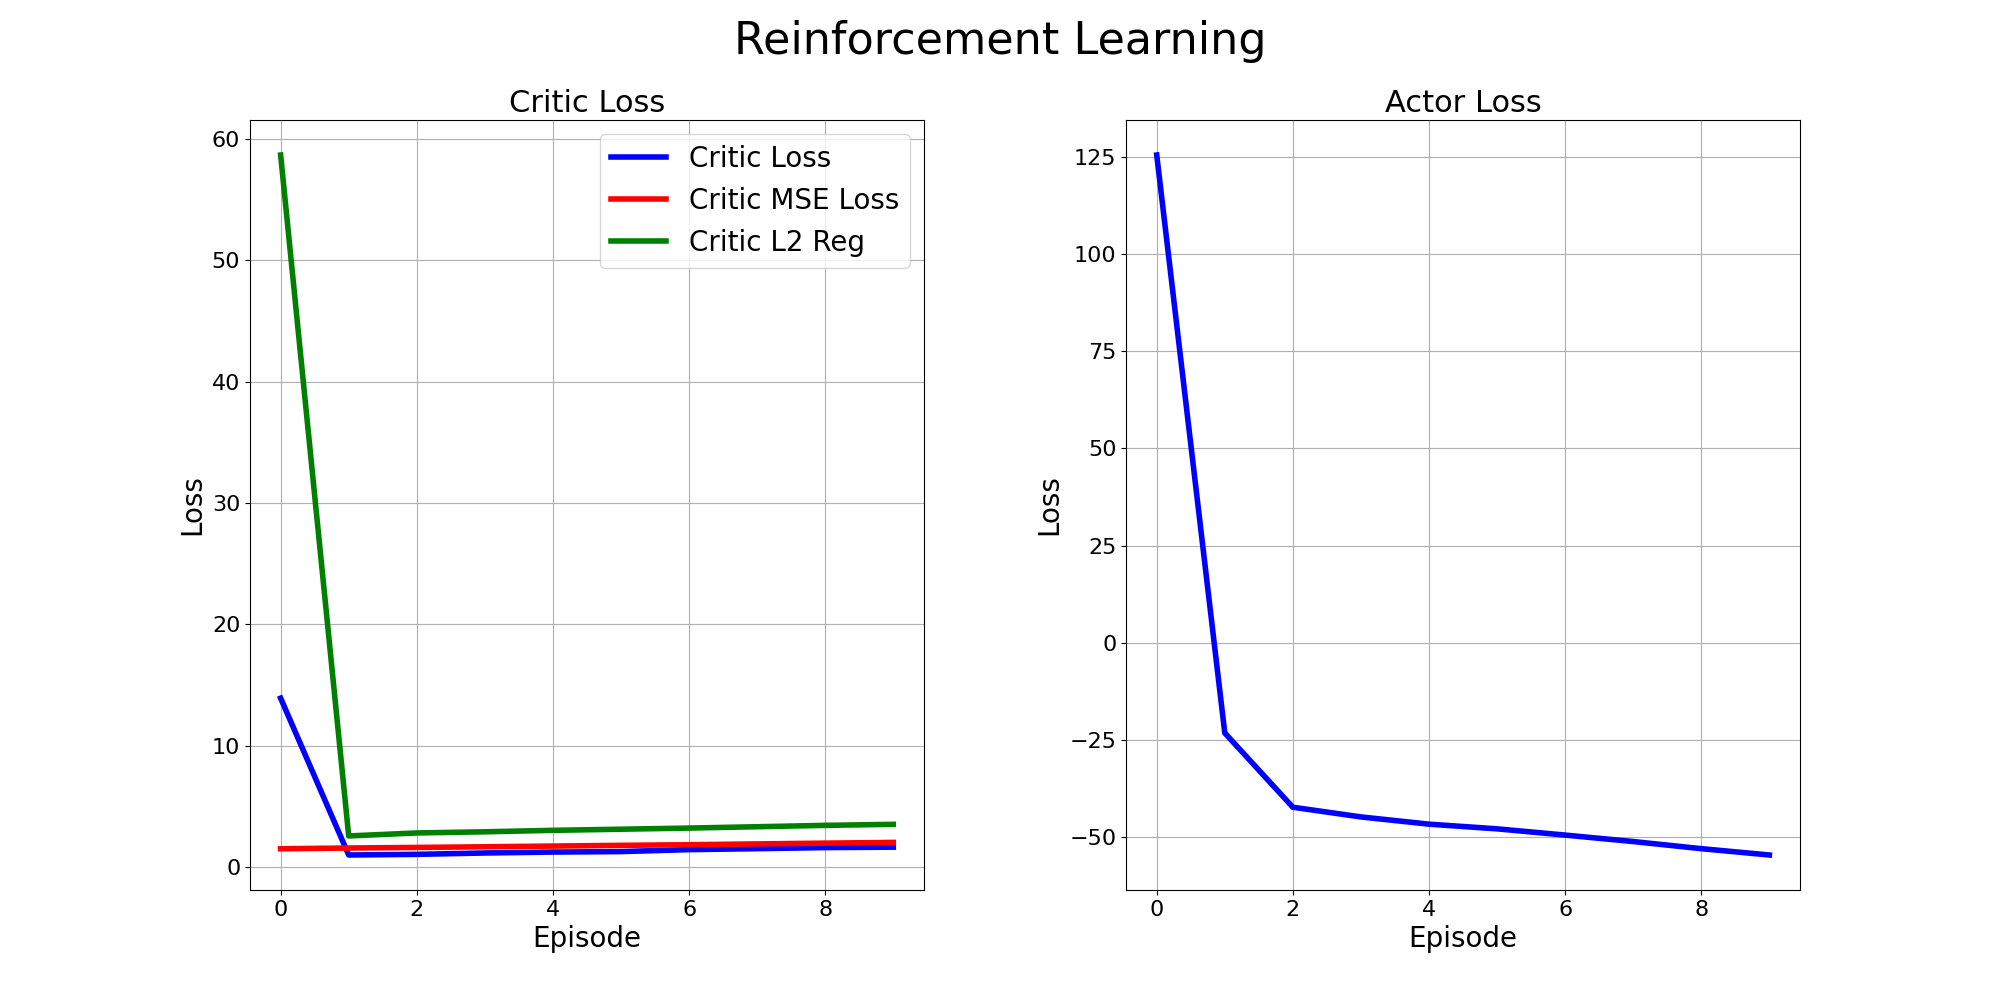 Reinforcement Learning
Critic Loss
60
50
40
30
20
10
0
Loss
0 2 4 6 8
Episode
Critic Loss
Critic MSE Loss
Critic L2 Reg
Actor Loss
125
100
75
50
25
0
−25
−50
Loss
0 2 4 6 8
Episode